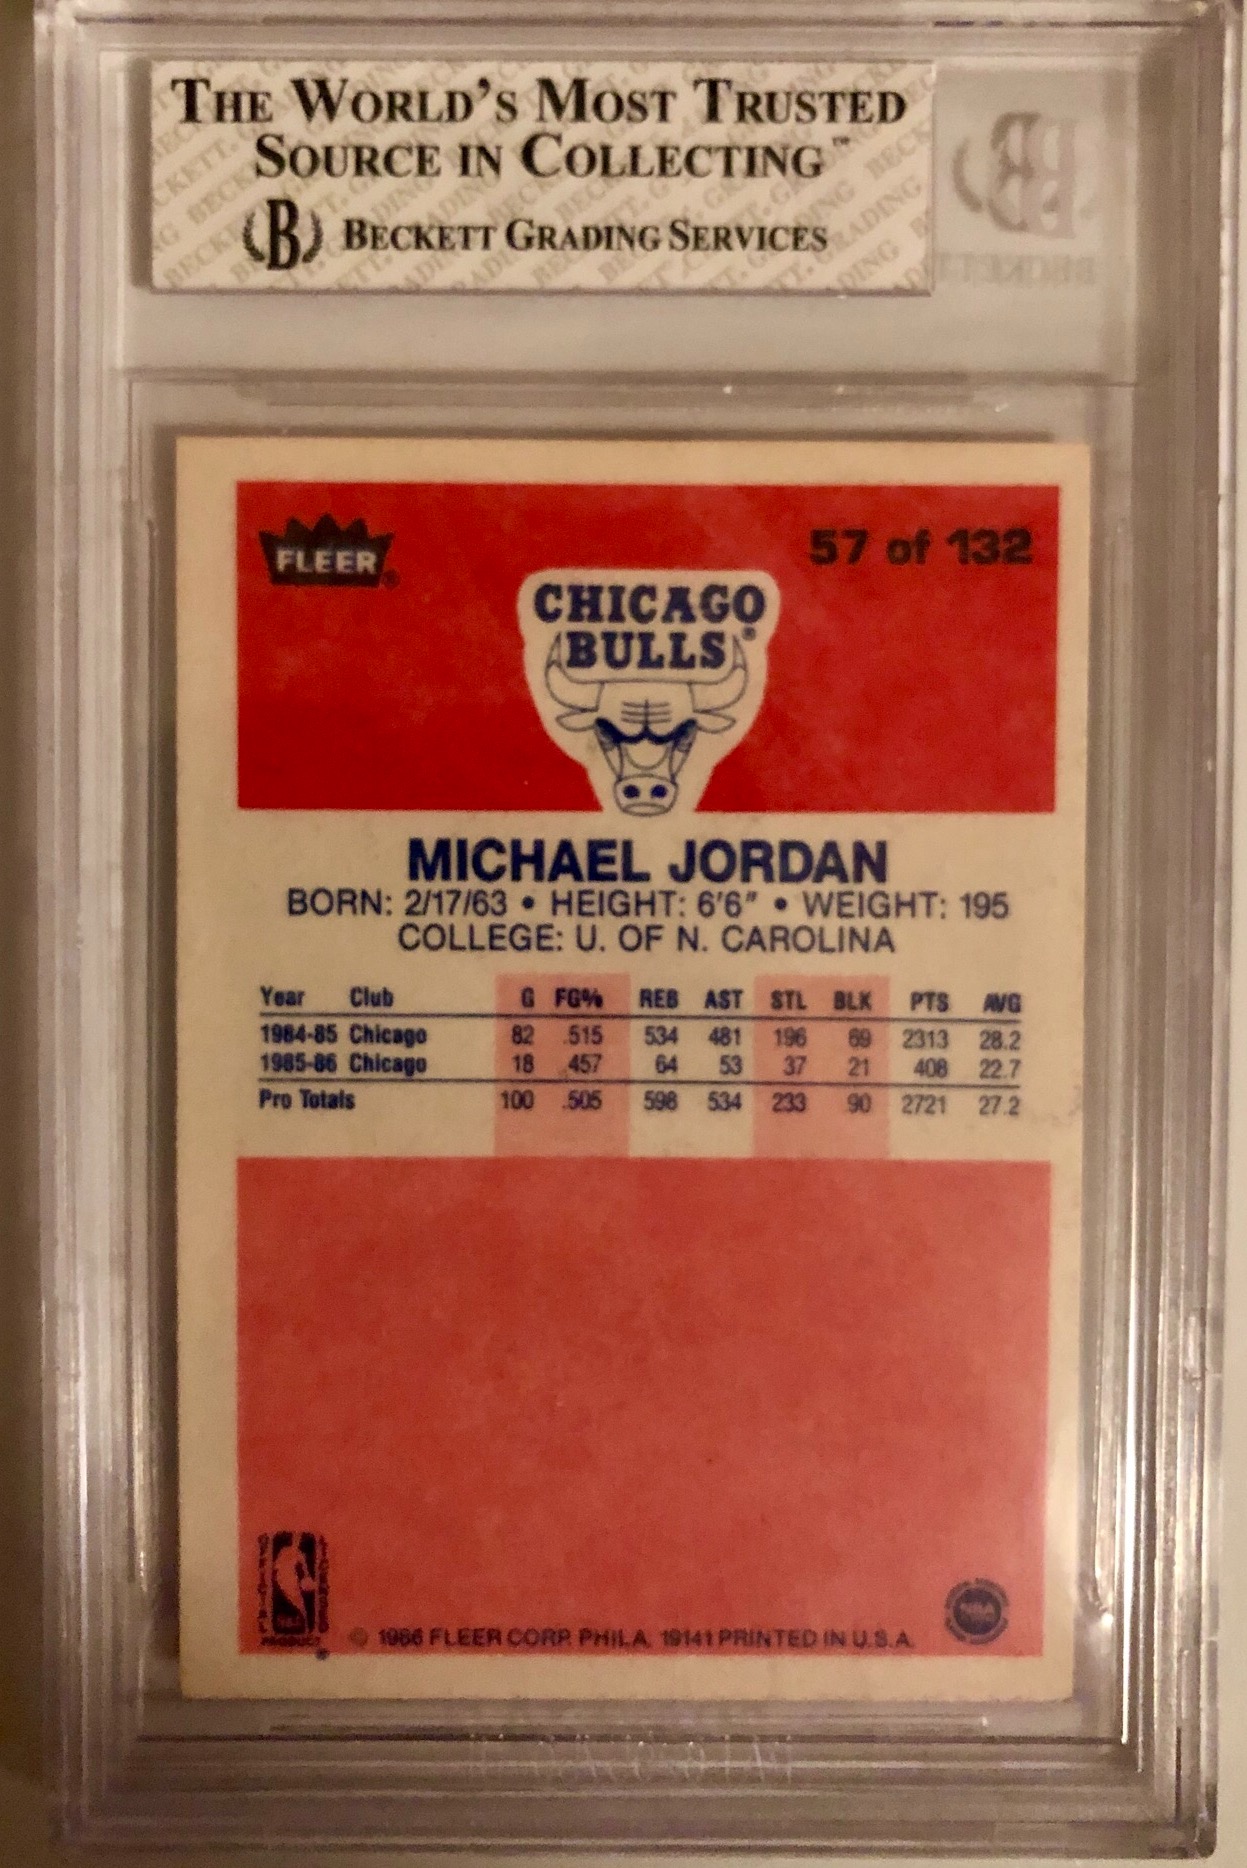 THE WORLD'S MOST TRUSTED
SOURCE IN COLLECTING™
B BECKETT GRADING SERVICES
FLEER®
57 of 132
CHICAGO
BULLS®
MICHAEL JORDAN
BORN: 2/17/63 • HEIGHT: 6'6" • WEIGHT: 195
COLLEGE: U. OF N. CAROLINA
Year Club G FG% REB AST STL BLK PTS AVG
1984-85 Chicago 82 .515 534 481 196 69 2313 28.2
1985-86 Chicago 18 .457 64 53 37 21 408 22.7
Pro Totals 100 .505 598 534 233 90 2721 27.2
OFFICIAL LICENSED
NBA
PRODUCT
© 1986 FLEER CORP. PHILA. 19141 PRINTED IN U.S.A.